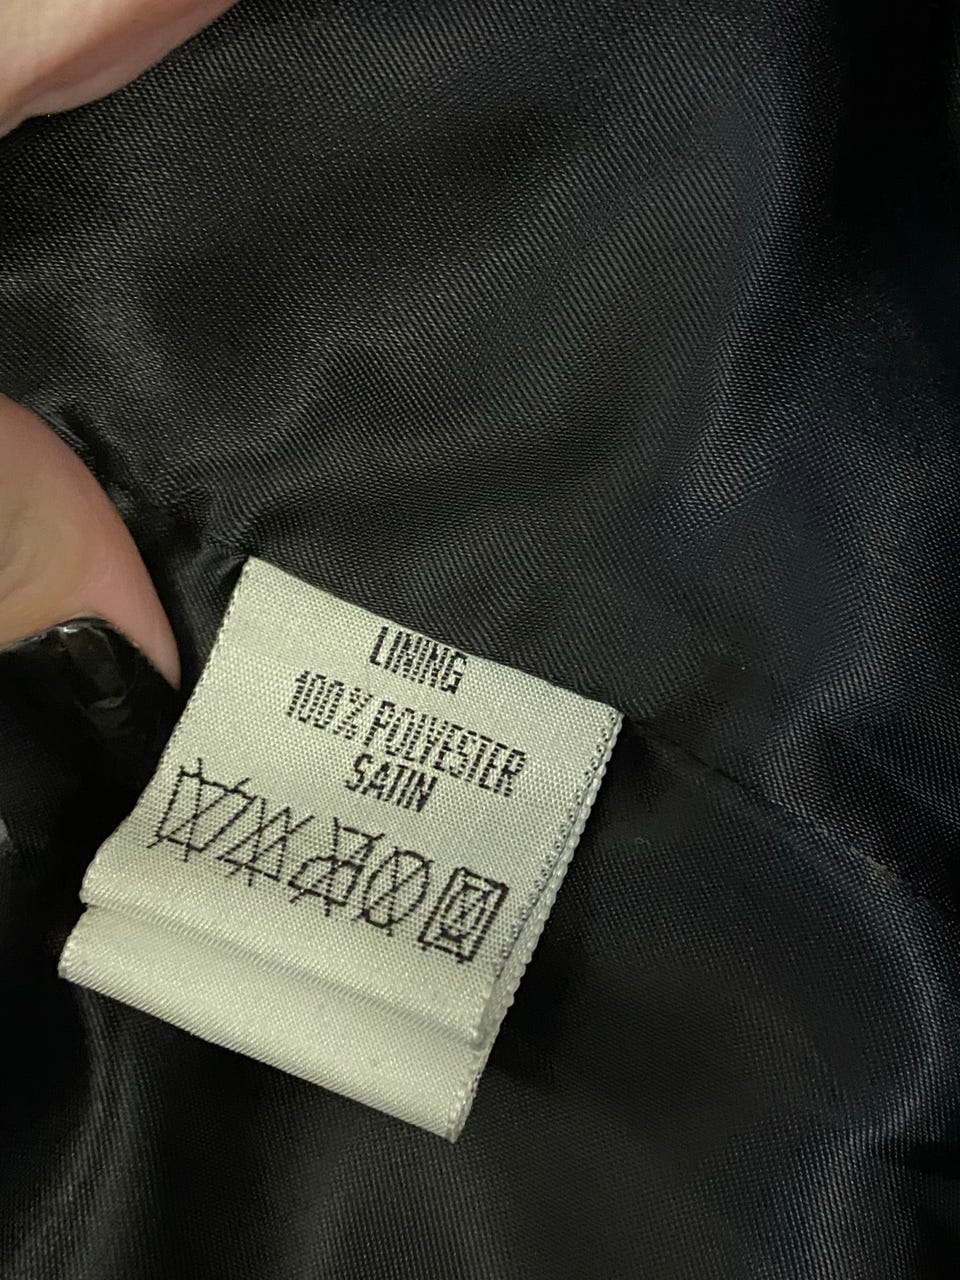 LINING
100% POLYESTER
SATIN